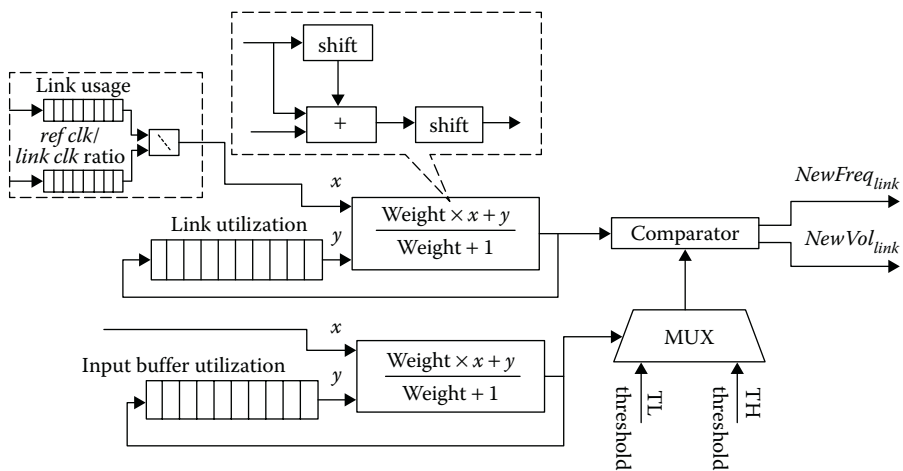 shift
+
shift
Link usage
ref clk/
link clk ratio
x
Link utilization
y
Weight × x + y
Weight + 1
Comparator
NewFreq_link
NewVol_link
x
Input buffer utilization
y
Weight × x + y
Weight + 1
MUX
TL
threshold
TH
threshold